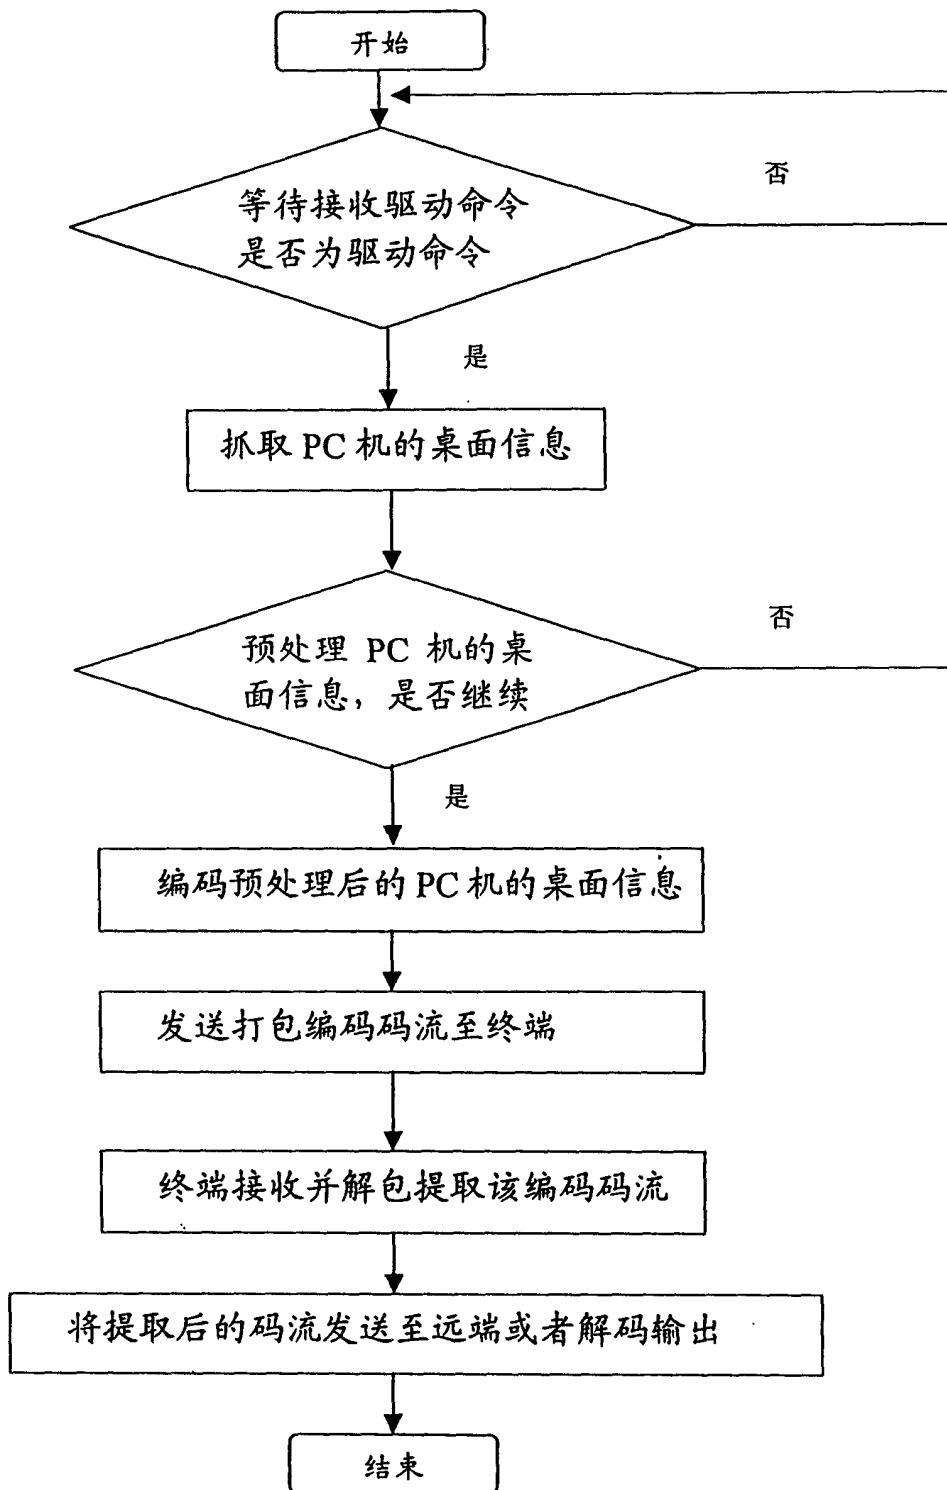 开始
否
等待接收驱动命令
是否为驱动命令
是
抓取 PC 机的桌面信息
否
预处理 PC 机的桌
面信息，是否继续
是
编码预处理后的 PC 机的桌面信息
发送打包编码码流至终端
终端接收并解包提取该编码码流
将提取后的码流发送至远端或者解码输出
结束